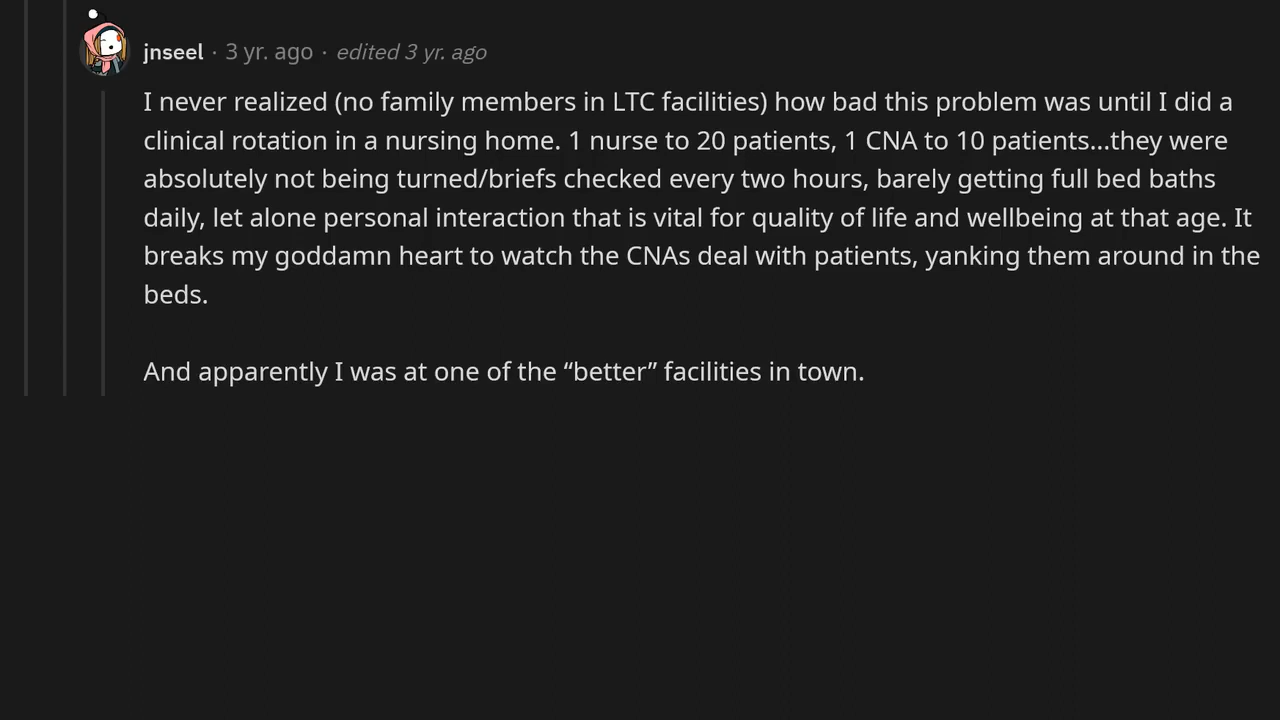 jnseel · 3 yr. ago · edited 3 yr. ago
I never realized (no family members in LTC facilities) how bad this problem was until I did a
clinical rotation in a nursing home. 1 nurse to 20 patients, 1 CNA to 10 patients...they were
absolutely not being turned/briefs checked every two hours, barely getting full bed baths
daily, let alone personal interaction that is vital for quality of life and wellbeing at that age. It
breaks my goddamn heart to watch the CNAs deal with patients, yanking them around in the
beds.
And apparently I was at one of the “better” facilities in town.